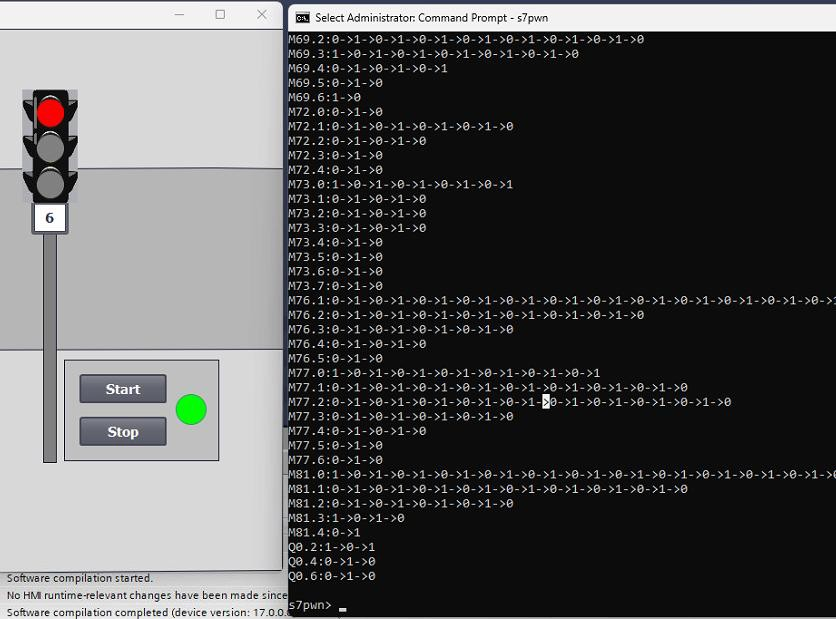 Select Administrator: Command Prompt - s7pwn
M69.2:0->1->0->1->0->1->0->1->0->1->0->1->0->1->0
M69.3:1->0->1->0->1->0->1->0->1->0->1->0
M69.4:0->1->0->1->0->1
M69.5:0->1->0
M69.6:1->0
M72.0:0->1->0
M72.1:0->1->0->1->0->1->0->1->0
M72.2:0->1->0->1->0
M72.3:0->1->0
M72.4:0->1->0
M73.0:1->0->1->0->1->0->1->0->1
M73.1:0->1->0->1->0
M73.2:0->1->0->1->0
M73.3:0->1->0->1->0
M73.4:0->1->0
M73.5:0->1->0
M73.6:0->1->0
M73.7:0->1->0
M76.1:0->1->0->1->0->1->0->1->0->1->0->1->0->1->0->1->0->1->0->1->0->1->0->1
M76.2:0->1->0->1->0->1->0->1->0->1->0->1->0->1->0
M76.3:0->1->0->1->0->1->0->1->0
M76.4:0->1->0->1->0
M76.5:0->1->0
M77.0:1->0->1->0->1->0->1->0->1->0->1->0->1
M77.1:0->1->0->1->0->1->0->1->0->1->0->1->0->1->0->1->0
M77.2:0->1->0->1->0->1->0->1->0->1->0->1->0->1->0->1->0->1->0
M77.3:0->1->0->1->0->1->0->1->0
M77.4:0->1->0->1->0
M77.5:0->1->0
M77.6:0->1->0
M81.0:1->0->1->0->1->0->1->0->1->0->1->0->1->0->1->0->1->0->1->0->1->0->1->0
M81.1:0->1->0->1->0->1->0->1->0->1->0->1->0->1->0->1->0
M81.2:0->1->0->1->0->1->0->1->0
M81.3:1->0->1->0
M81.4:0->1
Q0.2:1->0->1
Q0.4:0->1->0
Q0.6:0->1->0
s7pwn>
6
Start
Stop
Software compilation started.
No HMI runtime-relevant changes have been made since
Software compilation completed (device version: 17.0.0.